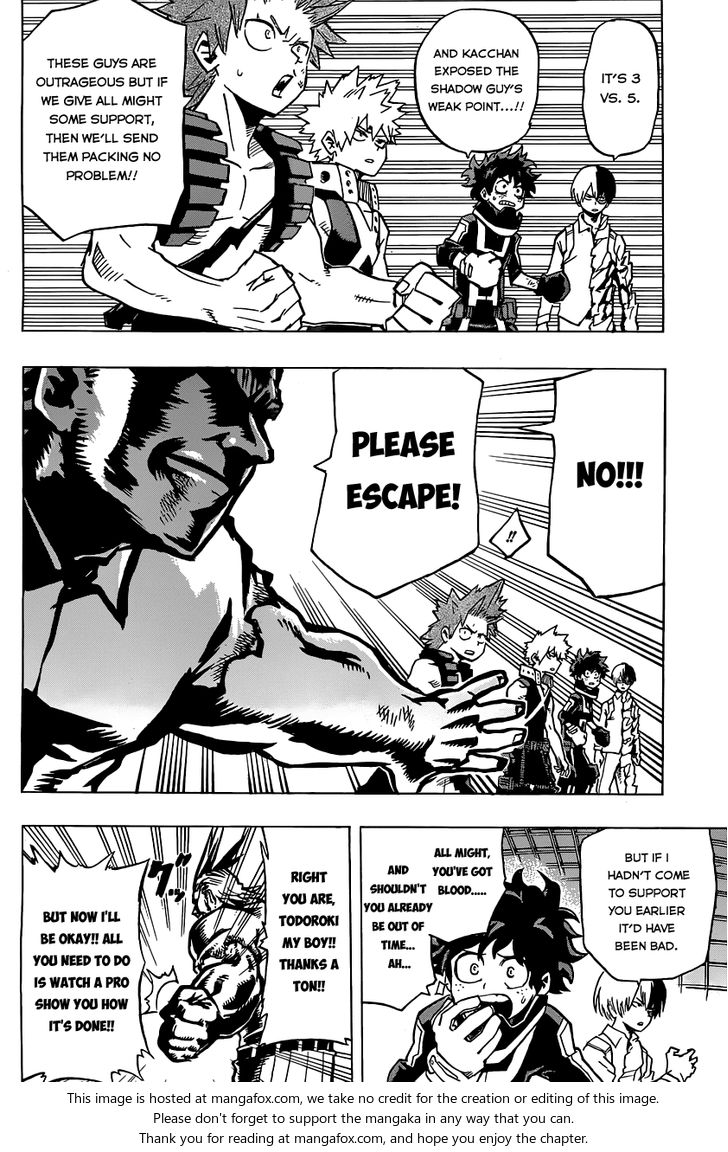 IT'S 3
VS. 5.
AND KACCHAN
EXPOSED THE
SHADOW GUY'S
WEAK POINT...!!
THESE GUYS ARE
OUTRAGEOUS BUT IF
WE GIVE ALL MIGHT
SOME SUPPORT,
THEN WE'LL SEND
THEM PACKING NO
PROBLEM!!
NO!!!
!!
PLEASE
ESCAPE!
BUT IF I
HADN'T COME
TO SUPPORT
YOU EARLIER
IT'D HAVE
BEEN BAD.
ALL MIGHT,
YOU'VE GOT
BLOOD.....
AND
SHOULDN'T
YOU ALREADY
BE OUT OF
TIME...
AH...
RIGHT
YOU ARE,
TODOROKI
MY BOY!!
THANKS A
TON!!
グッ
BUT NOW I'LL
BE OKAY!! ALL
YOU NEED TO DO
IS WATCH A PRO
SHOW YOU HOW
IT'S DONE!!
This image is hosted at mangafox.com, we take no credit for the creation or editing of this image.
Please don't forget to support the mangaka in any way that you can.
Thank you for reading at mangafox.com, and hope you enjoy the chapter.